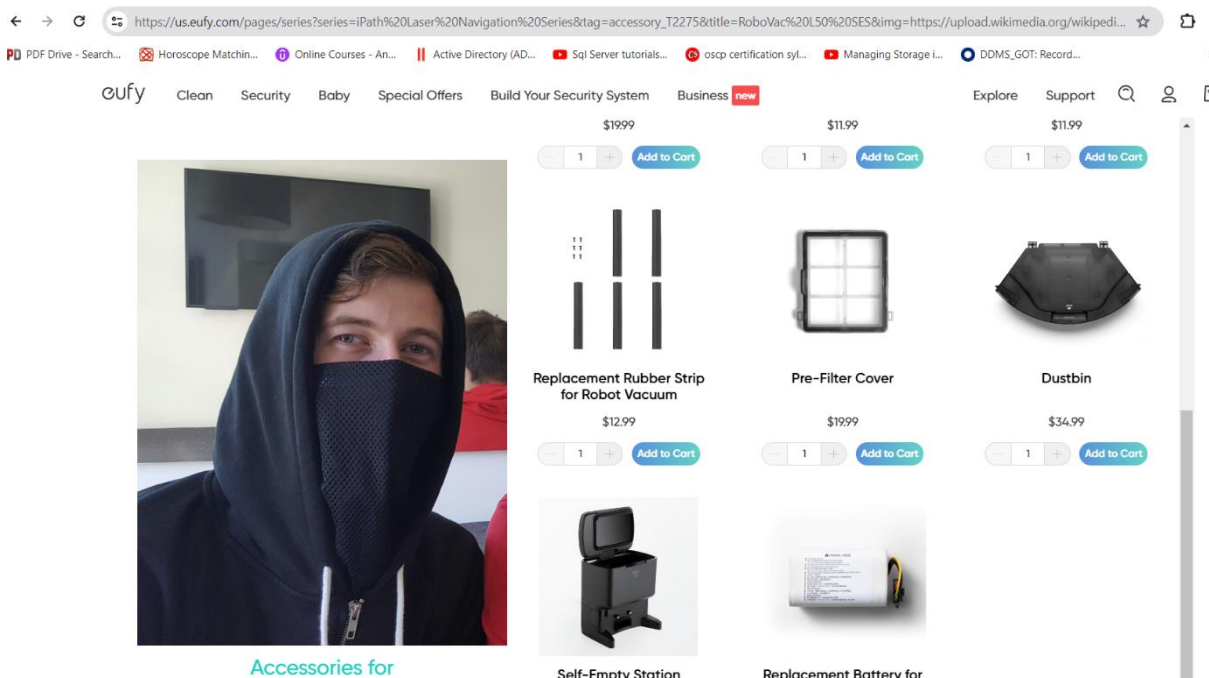 https://us.eufy.com/pages/series?series=iPath%20Laser%20Navigation%20Series&tag=accessory_T2275&title=RoboVac%20L50%20SES&img=https://upload.wikimedia.org/wikipedi...
PDF Drive - Search...
Horoscope Matchin...
Online Courses - An...
Active Directory (AD...
Sql Server tutorials...
oscp certification syl...
Managing Storage i...
DDMS_GOT: Record...
eufy Clean Security Baby Special Offers Build Your Security System Business new Explore Support
$19.99 $11.99 $11.99
1 Add to Cart 1 Add to Cart 1 Add to Cart
Replacement Rubber Strip
for Robot Vacuum
Pre-Filter Cover
Dustbin
$12.99 $19.99 $34.99
1 Add to Cart 1 Add to Cart 1 Add to Cart
Accessories for
Self-Empty Station
Replacement Battery for